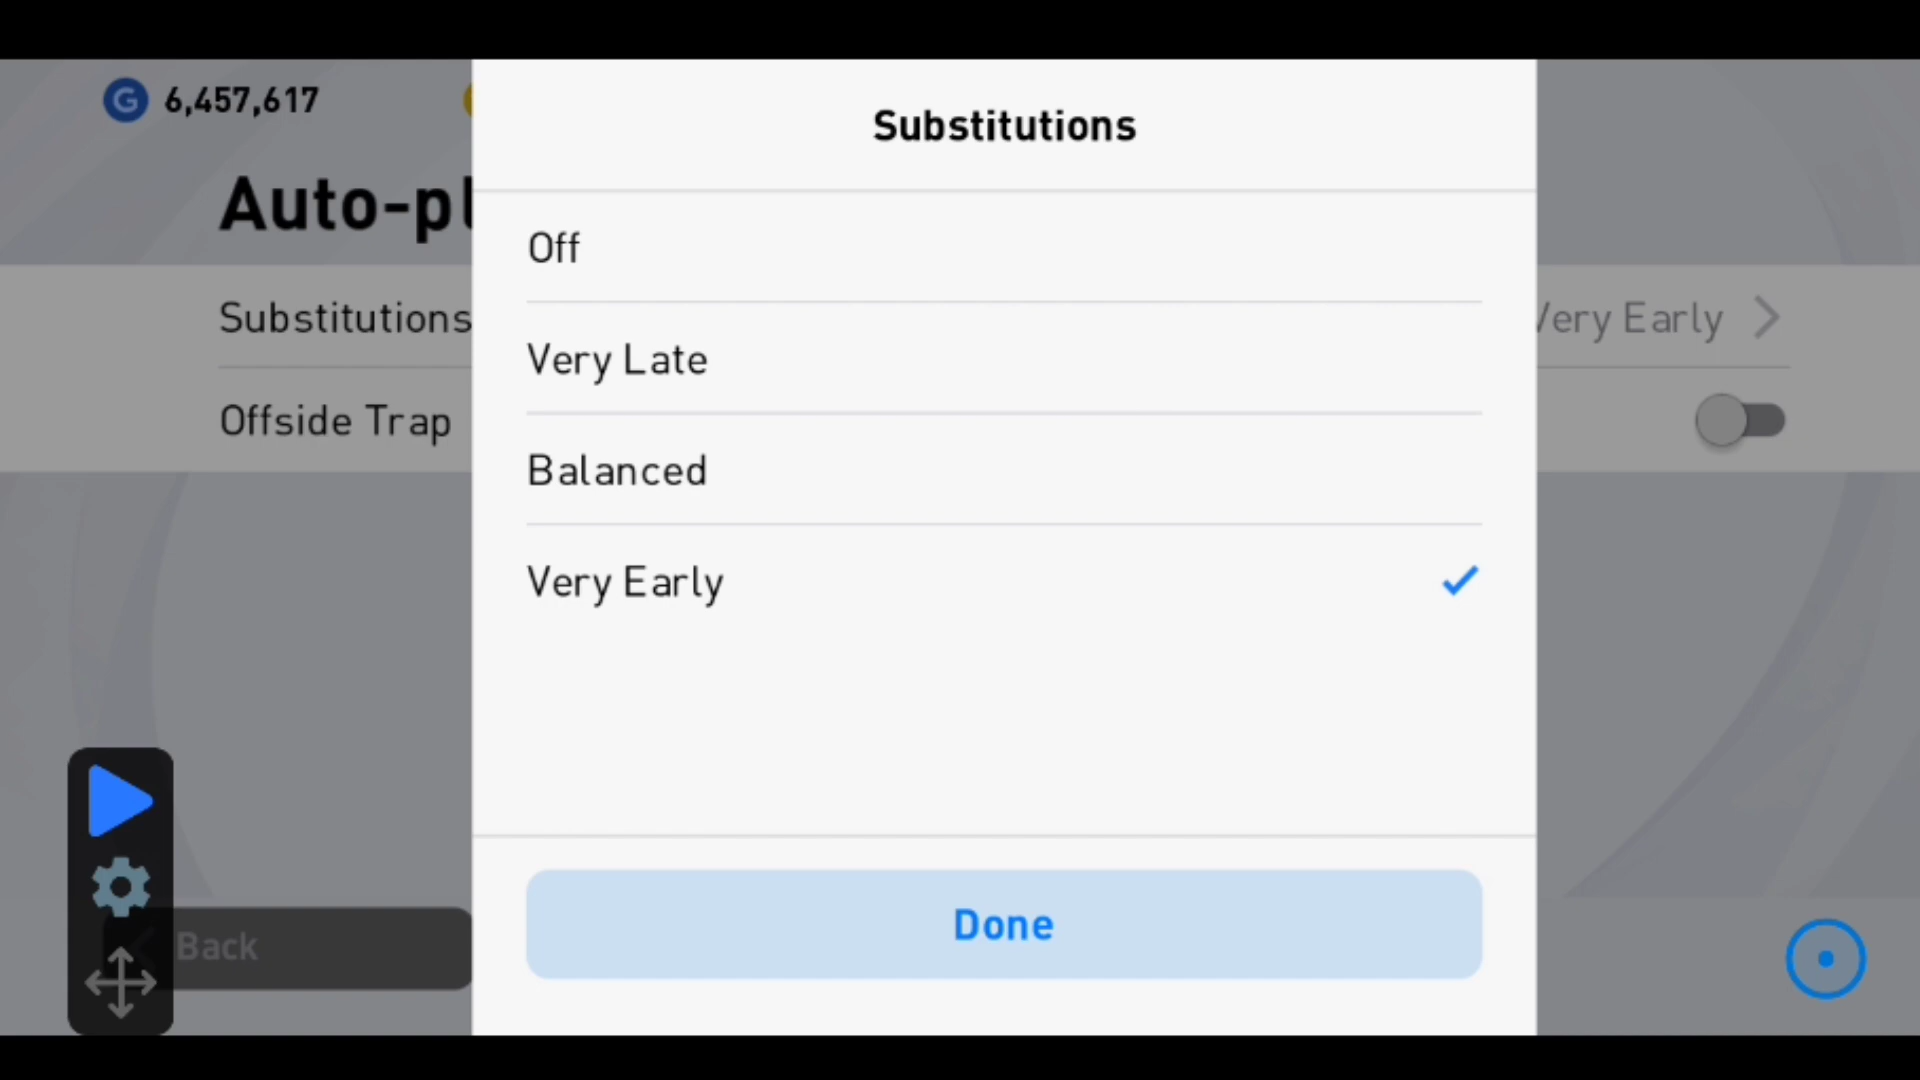 G 6,457,617
Auto-pl
Substitutions
Very Early
Offside Trap
Back
Substitutions
Off
Very Late
Balanced
Very Early
Done